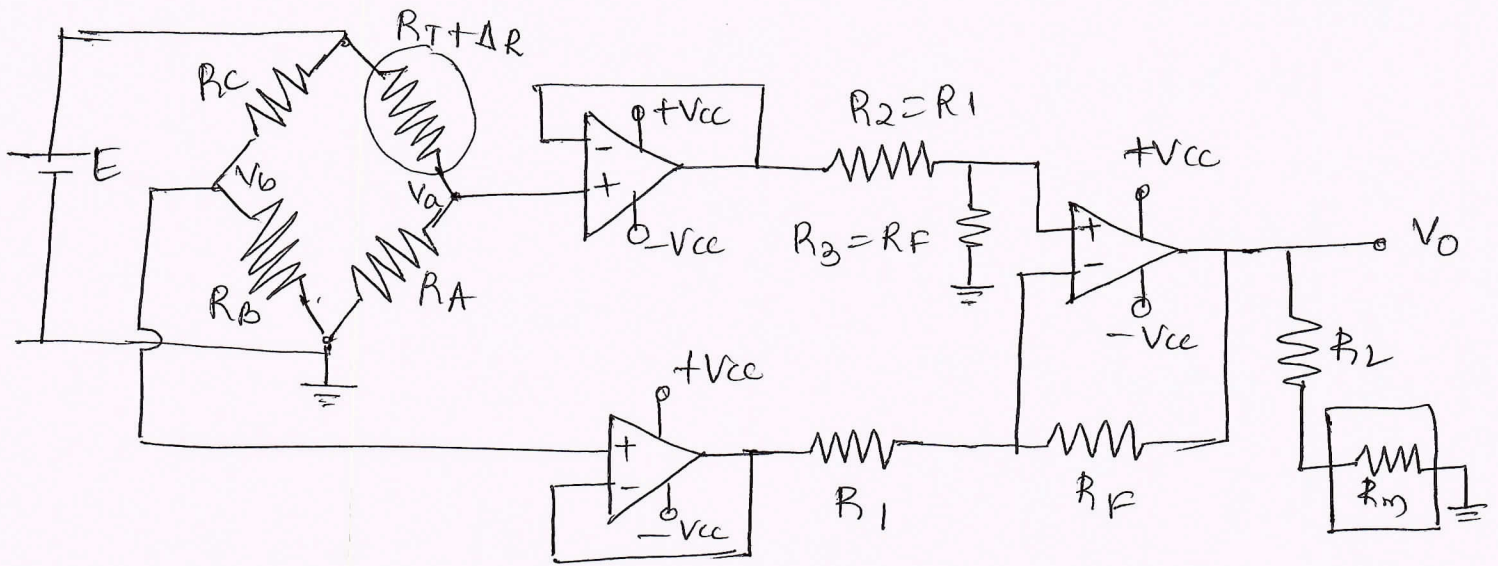 RT+ΔR
RC
+Vcc
R2=R1
+Vcc
E
Vb
Va
-
+
-Vcc
R3=RF
+
-
Vo
RB
RA
-Vcc
+Vcc
RL
+
-
-Vcc
R1
RF
Rm